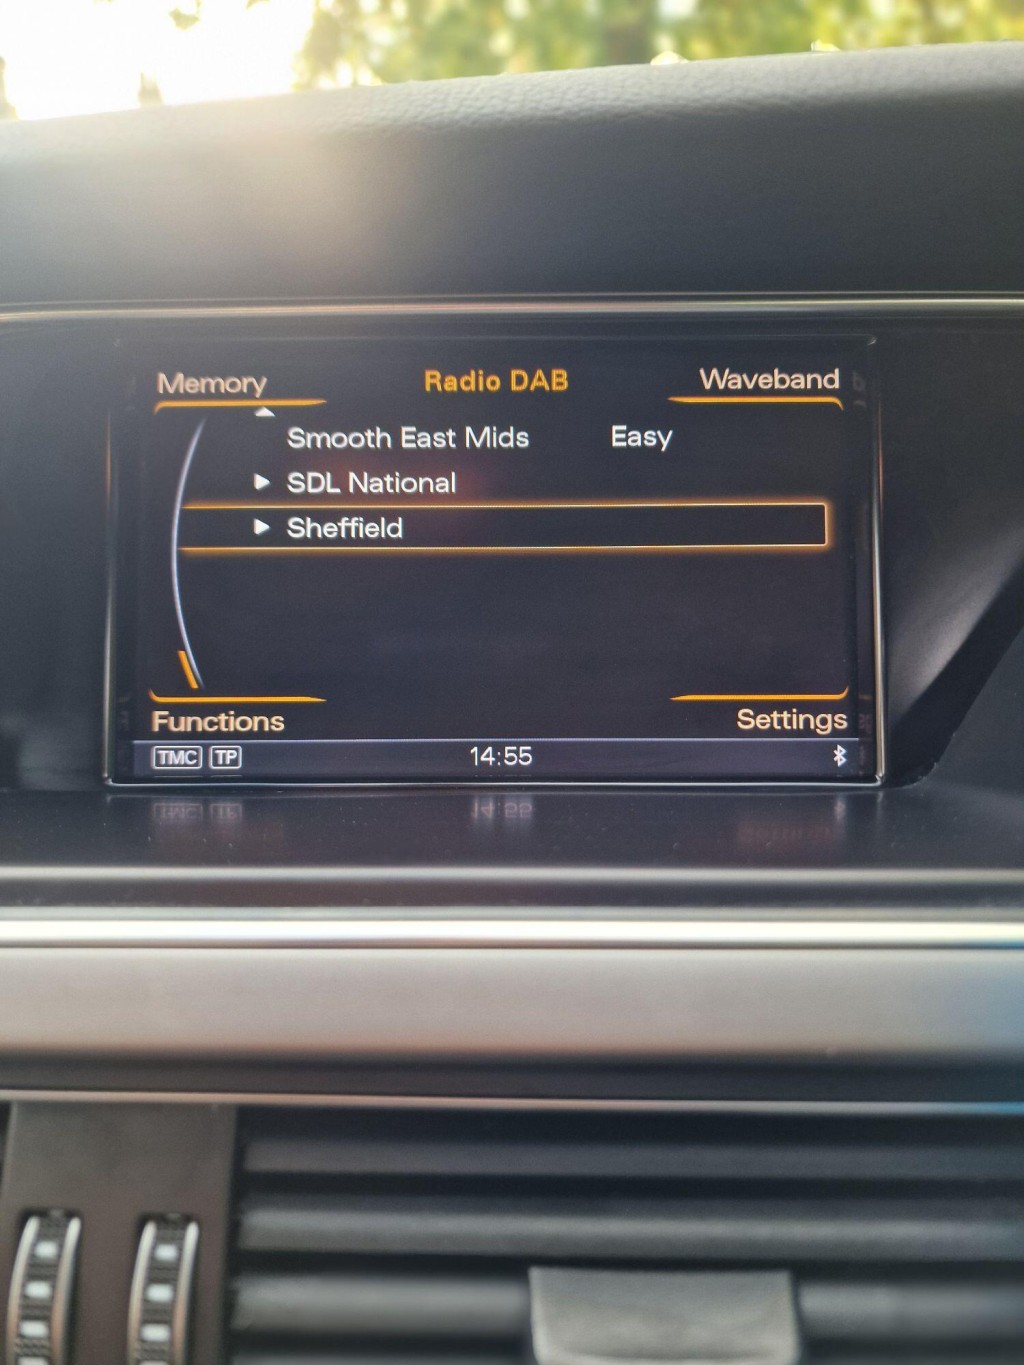 Memory Radio DAB Waveband
Smooth East Mids Easy
SDL National
Sheffield
Functions Settings
TMC TP 14:55